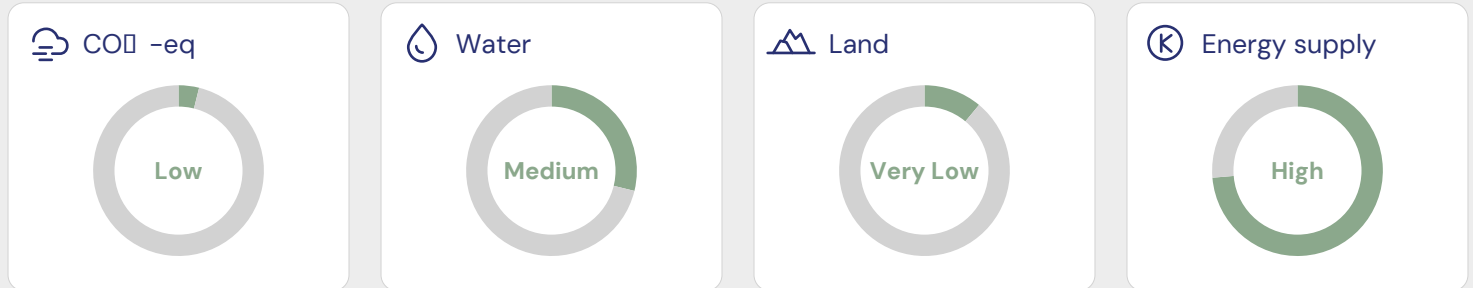 CO▯ -eq
Water
Land
Energy supply
Low
Medium
Very Low
High